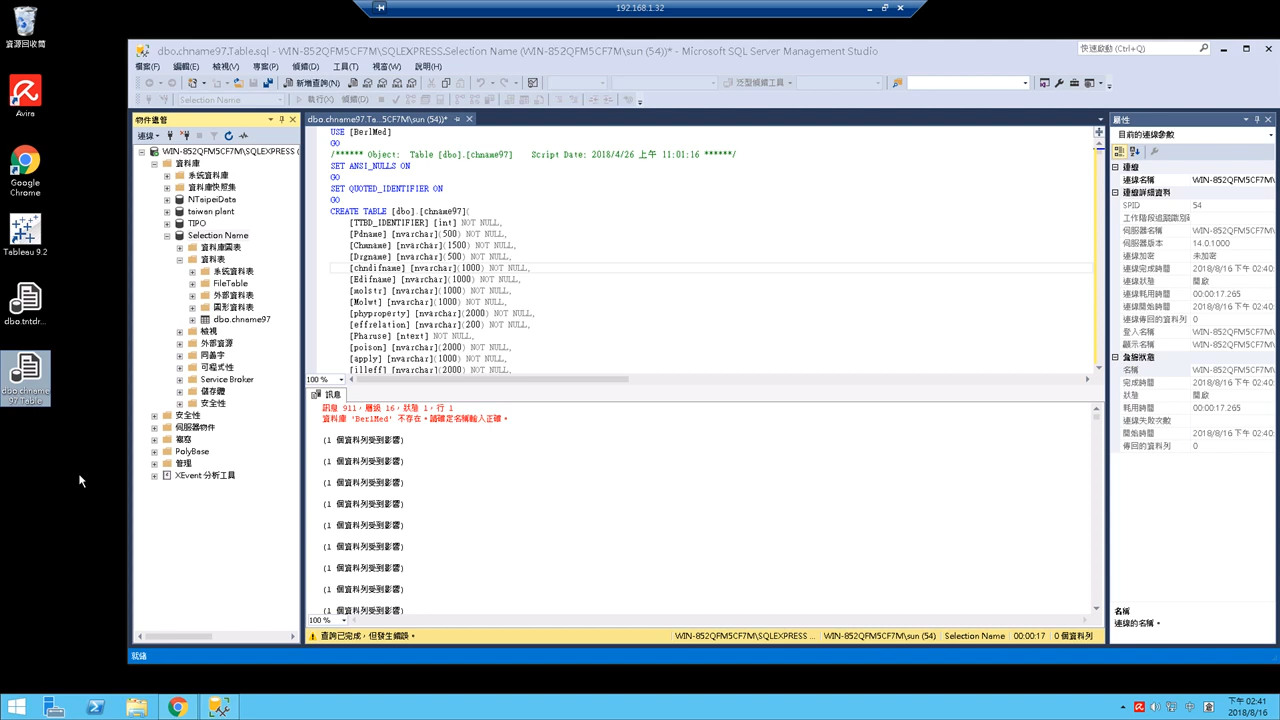 192.168.1.32
資源回收筒
Avira
Google
Chrome
Tableau 9.2
dbo.tntdr...
dbo.chname
97.Table
dbo.chname97.Table.sql - WIN-852QFM5CF7M\SQLEXPRESS.Selection Name (WIN-852QFM5CF7M\sun (54))* - Microsoft SQL Server Management Studio
快速啟動 (Ctrl+Q)
檔案(F) 編輯(E) 檢視(V) 專案(P) 偵錯(D) 工具(T) 視窗(W) 說明(H)
新增查詢(N) 泛型偵錯工具
Selection Name 執行(X) 偵錯(D)
物件總管
連線
WIN-852QFM5CF7M\SQLEXPRESS (
資料庫
系統資料庫
資料庫快照集
NTaipeiData
taiwan plant
TIPO
Selection Name
資料庫圖表
資料表
系統資料表
FileTable
外部資料表
圖形資料表
dbo.chname97
檢視
外部資源
同義字
可程式性
Service Broker
儲存體
安全性
安全性
伺服器物件
複寫
PolyBase
管理
XEvent 分析工具
dbo.chname97.Ta...5CF7M\sun (54))*
USE [BerlMed]
GO
/****** Object: Table [dbo].[chname97] Script Date: 2018/4/26 上午 11:01:16 ******/
SET ANSI_NULLS ON
GO
SET QUOTED_IDENTIFIER ON
GO
CREATE TABLE [dbo].[chname97](
[TTBD_IDENTIFIER] [int] NOT NULL,
[Pdname] [nvarchar](500) NOT NULL,
[Chmname] [nvarchar](1500) NOT NULL,
[Drgname] [nvarchar](500) NOT NULL,
[chndifname] [nvarchar](1000) NOT NULL,
[Edifname] [nvarchar](1000) NOT NULL,
[molstr] [nvarchar](1000) NOT NULL,
[Molwt] [nvarchar](1000) NOT NULL,
[phyproperty] [nvarchar](2000) NOT NULL,
[effrelation] [nvarchar](200) NOT NULL,
[Pharuse] [ntext] NOT NULL,
[poison] [nvarchar](2000) NOT NULL,
[apply] [nvarchar](1000) NOT NULL,
[illeff] [nvarchar](2000) NOT NULL,
100 %
訊息
訊息 911，層級 16，狀態 1，行 1
資料庫 'BerlMed' 不存在。請確定名稱輸入正確。
(1 個資料列受到影響)
(1 個資料列受到影響)
(1 個資料列受到影響)
(1 個資料列受到影響)
(1 個資料列受到影響)
(1 個資料列受到影響)
(1 個資料列受到影響)
(1 個資料列受到影響)
(1 個資料列受到影響)
100 %
查詢已完成，但發生錯誤。 WIN-852QFM5CF7M\SQLEXPRESS ... WIN-852QFM5CF7M\sun (54) Selection Name 00:00:17 0 個資料列
屬性
目前的連線參數
連線
連線名稱 WIN-852QFM5CF7M
連線詳細資料
SPID 54
工作階段追蹤識別碼
伺服器名稱 WIN-852QFM5CF7M
伺服器版本 14.0.1000
連線加密 未加密
連線完成時間 2018/8/16 下午 02:4
連線狀態 開啟
連線耗用時間 00:00:17.265
連線開始時間 2018/8/16 下午 02:40
連線傳回的資料列 0
登入名稱 WIN-852QFM5CF7M
顯示名稱 WIN-852QFM5CF7M
彙總狀態
名稱 WIN-852QFM5CF7M
完成時間 2018/8/16 下午 02:4
狀態 開啟
耗用時間 00:00:17.265
連線失敗次數
開始時間 2018/8/16 下午 02:40
傳回的資料列 0
名稱
連線的名稱。
就緒
下午 02:41
2018/8/16